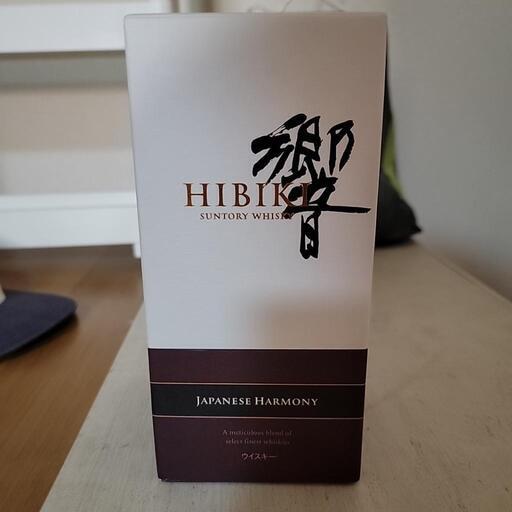 響
HIBIKI
SUNTORY WHISKY
JAPANESE HARMONY
A meticulous blend of
select finest whiskies
ウイスキー